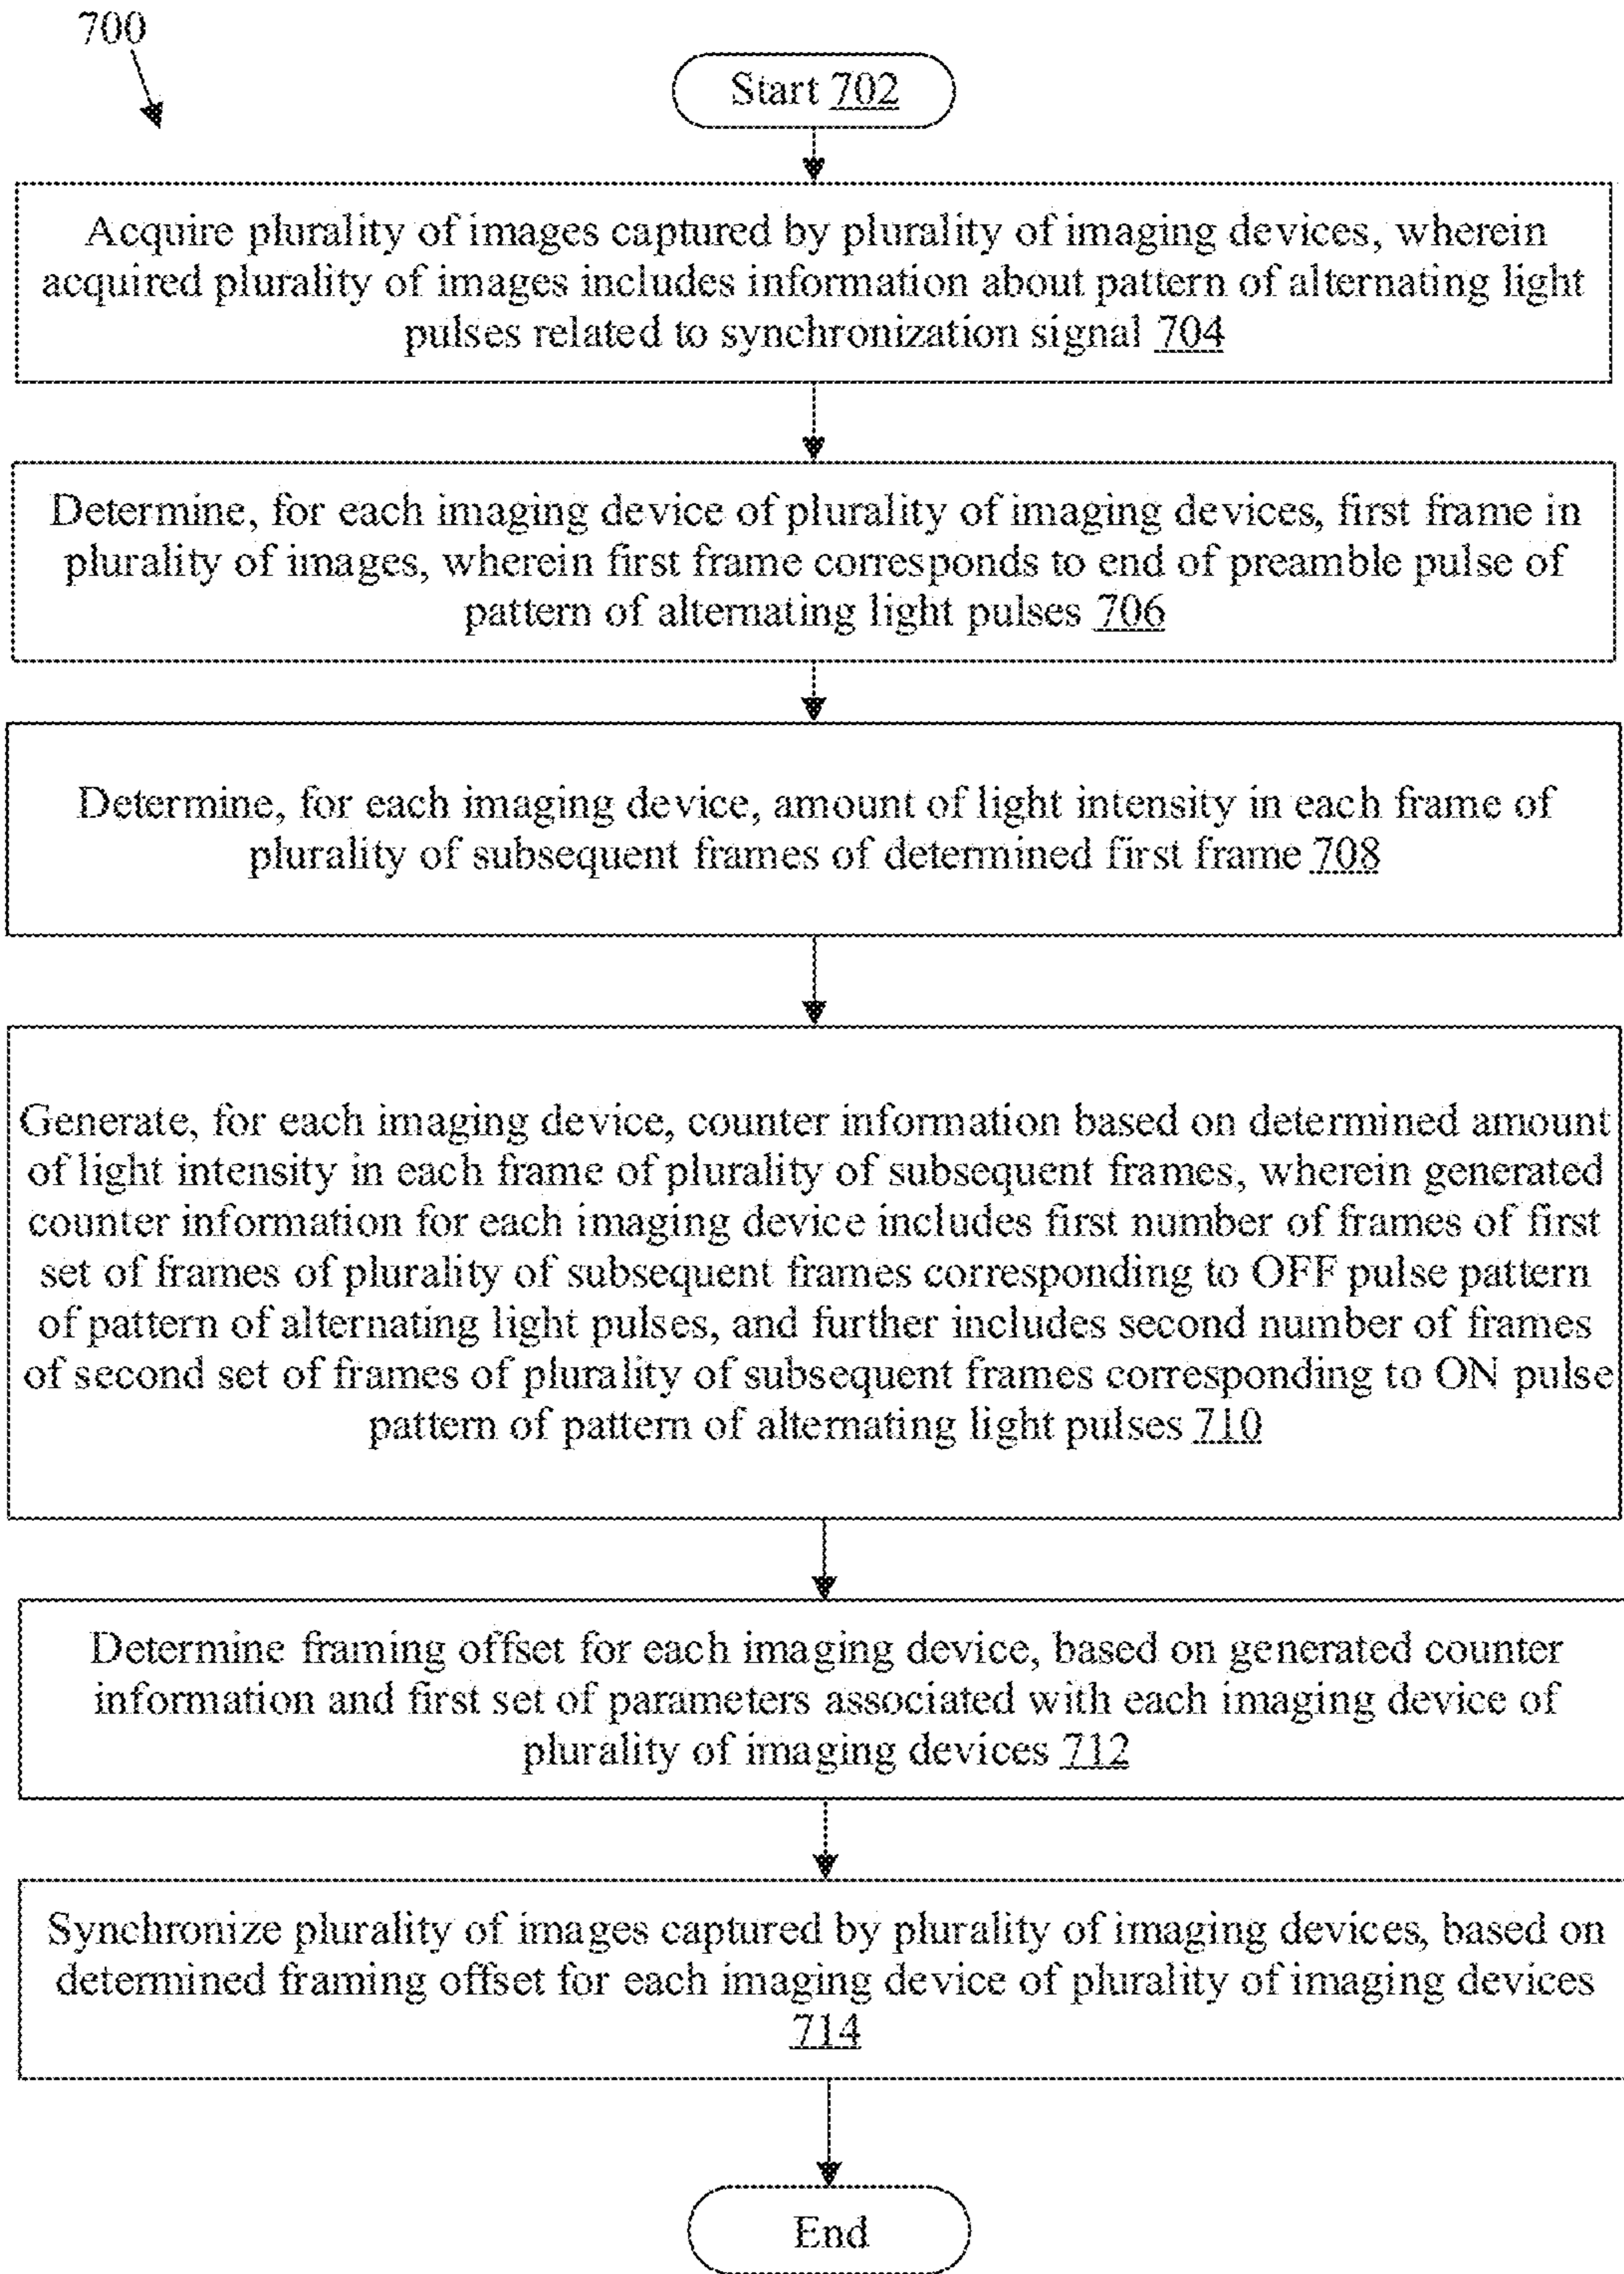 700
Start 702
Acquire plurality of images captured by plurality of imaging devices, wherein
acquired plurality of images includes information about pattern of alternating light
pulses related to synchronization signal 704
Determine, for each imaging device of plurality of imaging devices, first frame in
plurality of images, wherein first frame corresponds to end of preamble pulse of
pattern of alternating light pulses 706
Determine, for each imaging device, amount of light intensity in each frame of
plurality of subsequent frames of determined first frame 708
Generate, for each imaging device, counter information based on determined amount
of light intensity in each frame of plurality of subsequent frames, wherein generated
counter information for each imaging device includes first number of frames of first
set of frames of plurality of subsequent frames corresponding to OFF pulse pattern
of pattern of alternating light pulses, and further includes second number of frames
of second set of frames of plurality of subsequent frames corresponding to ON pulse
pattern of pattern of alternating light pulses 710
Determine framing offset for each imaging device, based on generated counter
information and first set of parameters associated with each imaging device of
plurality of imaging devices 712
Synchronize plurality of images captured by plurality of imaging devices, based on
determined framing offset for each imaging device of plurality of imaging devices
714
End